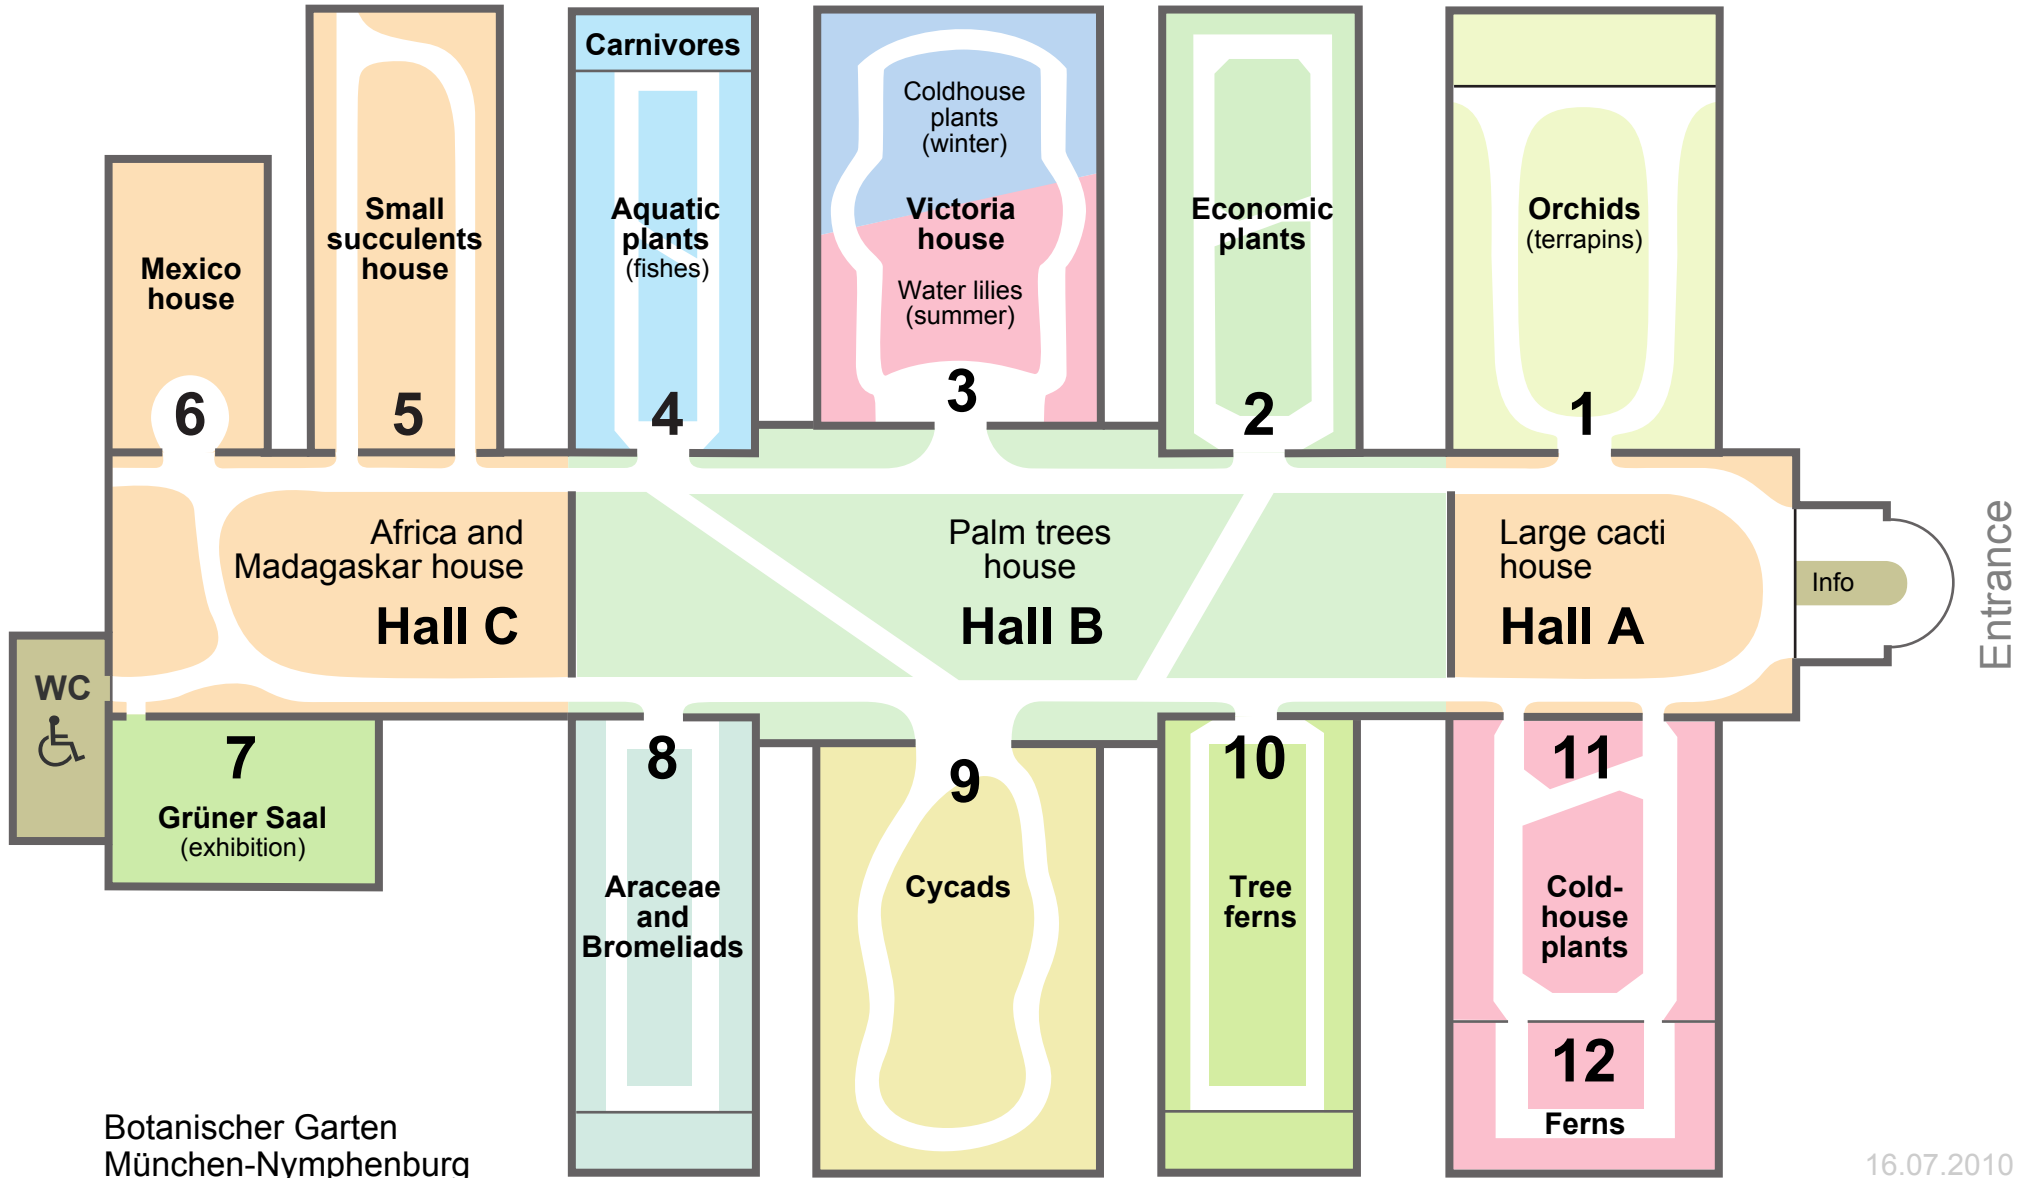 Carnivores
Coldhouse
plants
(winter)
Small
succulents
house
Aquatic
plants
(fishes)
Victoria
house
Economic
plants
Orchids
(terrapins)
Mexico
house
Water lilies
(summer)
6
5
4
3
2
1
Africa and
Madagaskar house
Hall C
Palm trees
house
Hall B
Large cacti
house
Hall A
Info
Entrance
WC
7
Grüner Saal
(exhibition)
8
Araceae
and
Bromeliads
9
Cycads
10
Tree
ferns
11
Cold-
house
plants
12
Ferns
Botanischer Garten
München-Nymphenburg
16.07.2010